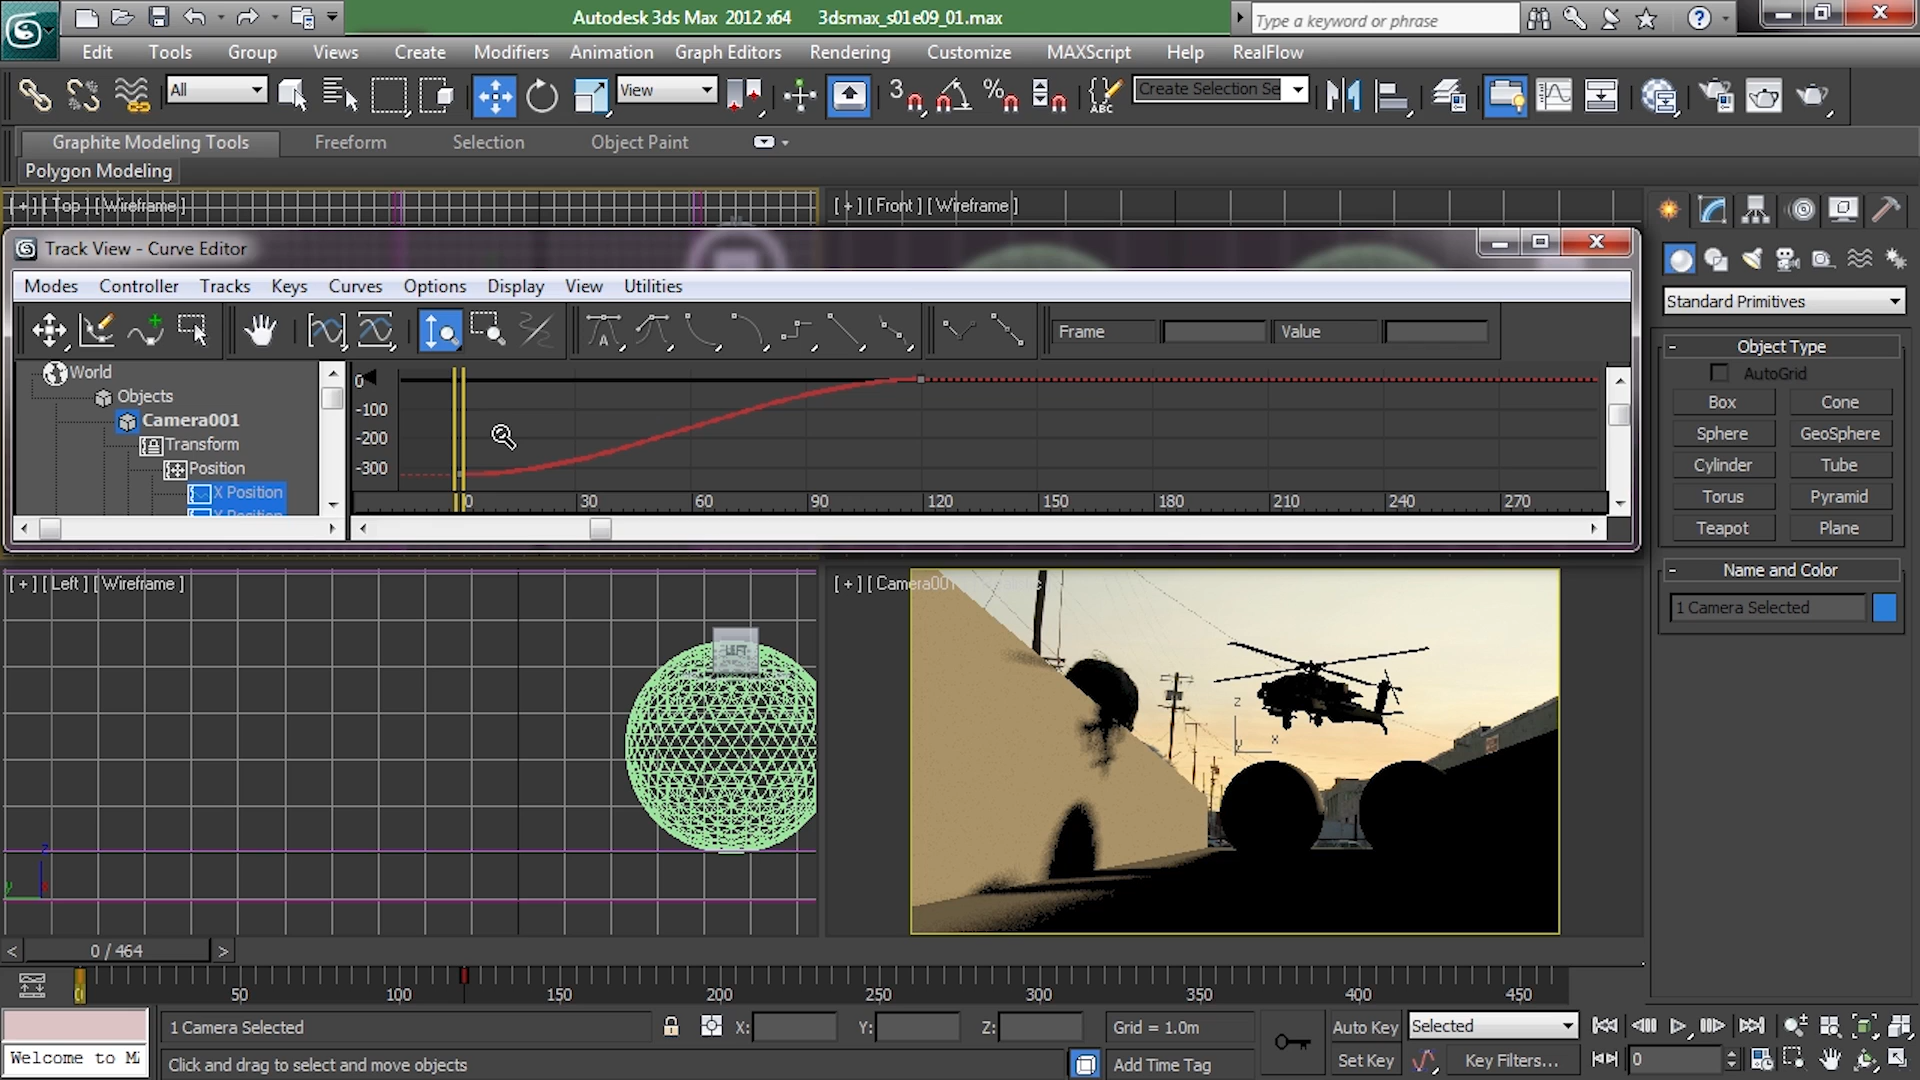 Autodesk 3ds Max 2012 x64 3dsmax_s01e09_01.max
Type a keyword or phrase
Edit Tools Group Views Create Modifiers Animation Graph Editors Rendering Customize MAXScript Help RealFlow
All
View
3
%
ABC
Create Selection Se
Graphite Modeling Tools Freeform Selection Object Paint
Polygon Modeling
[ + ] [ Top ] [ Wireframe ]
[ + ] [ Front ] [ Wireframe ]
Track View - Curve Editor
Modes Controller Tracks Keys Curves Options Display View Utilities
Frame Value
World
Objects
Camera001
Transform
Position
X Position
0
-100
-200
-300
0 30 60 90 120 150 180 210 240 270
Standard Primitives
- Object Type
AutoGrid
Box Cone
Sphere GeoSphere
Cylinder Tube
Torus Pyramid
Teapot Plane
- Name and Color
1 Camera Selected
[ + ] [ Left ] [ Wireframe ]
LEFT
z
y
[ + ] [ Camera001
z
y x
< 0 / 464 >
0 50 100 150 200 250 300 350 400 450
1 Camera Selected
X: Y: Z:
Grid = 1.0m
Auto Key
Selected
Welcome to M
Click and drag to select and move objects
Add Time Tag
Set Key
Key Filters...
0